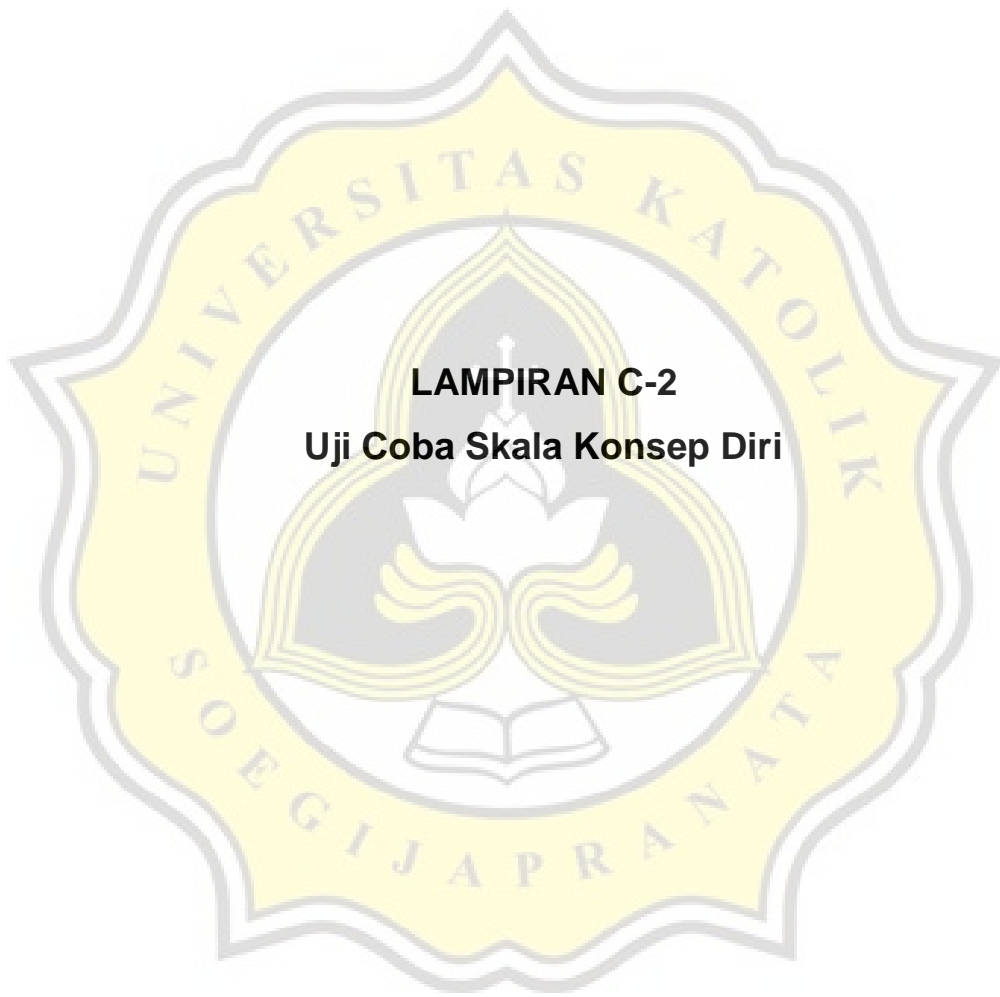 UNIVERSITAS KATOLIK
LAMPIRAN C-2
Uji Coba Skala Konsep Diri
SOEGIJAPRANATA